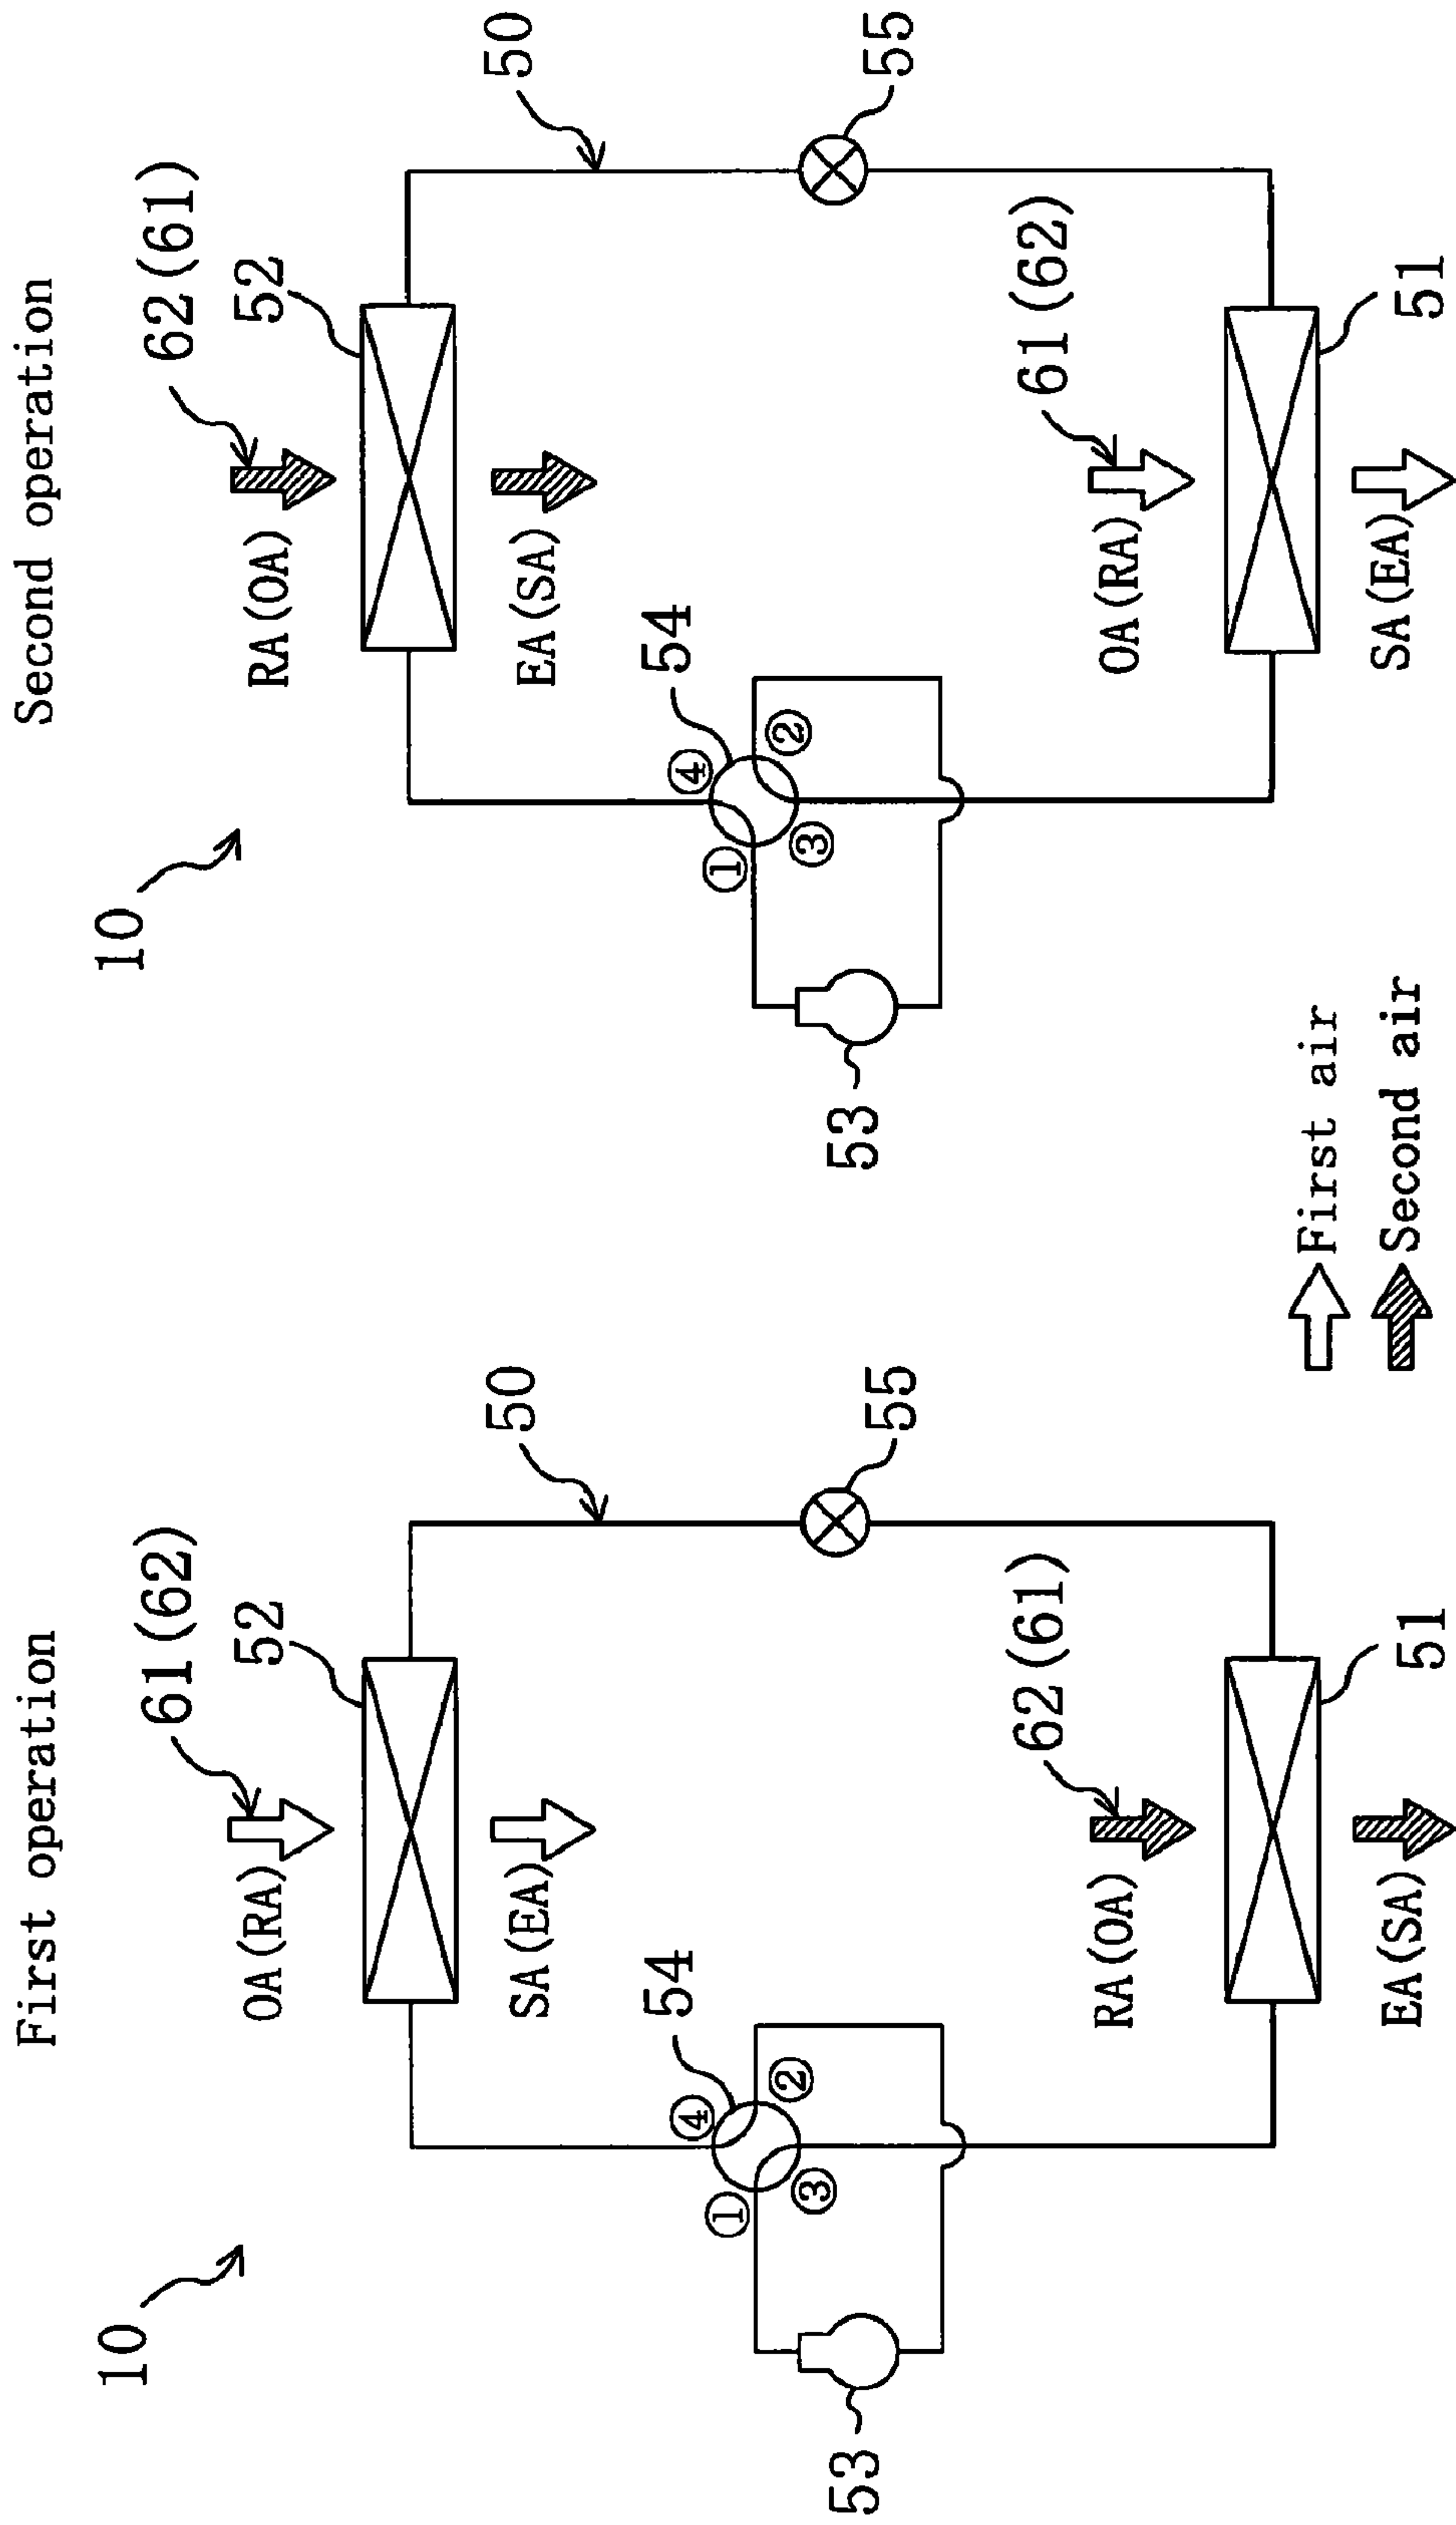 First operation
10
61(62)
OA(RA)
52
SA(EA)
50
54
④
①
②
③
53
55
62(61)
RA(OA)
51
EA(SA)
Second operation
10
62(61)
RA(OA)
52
EA(SA)
50
54
④
①
②
③
53
55
61(62)
OA(RA)
51
SA(EA)
First air
Second air